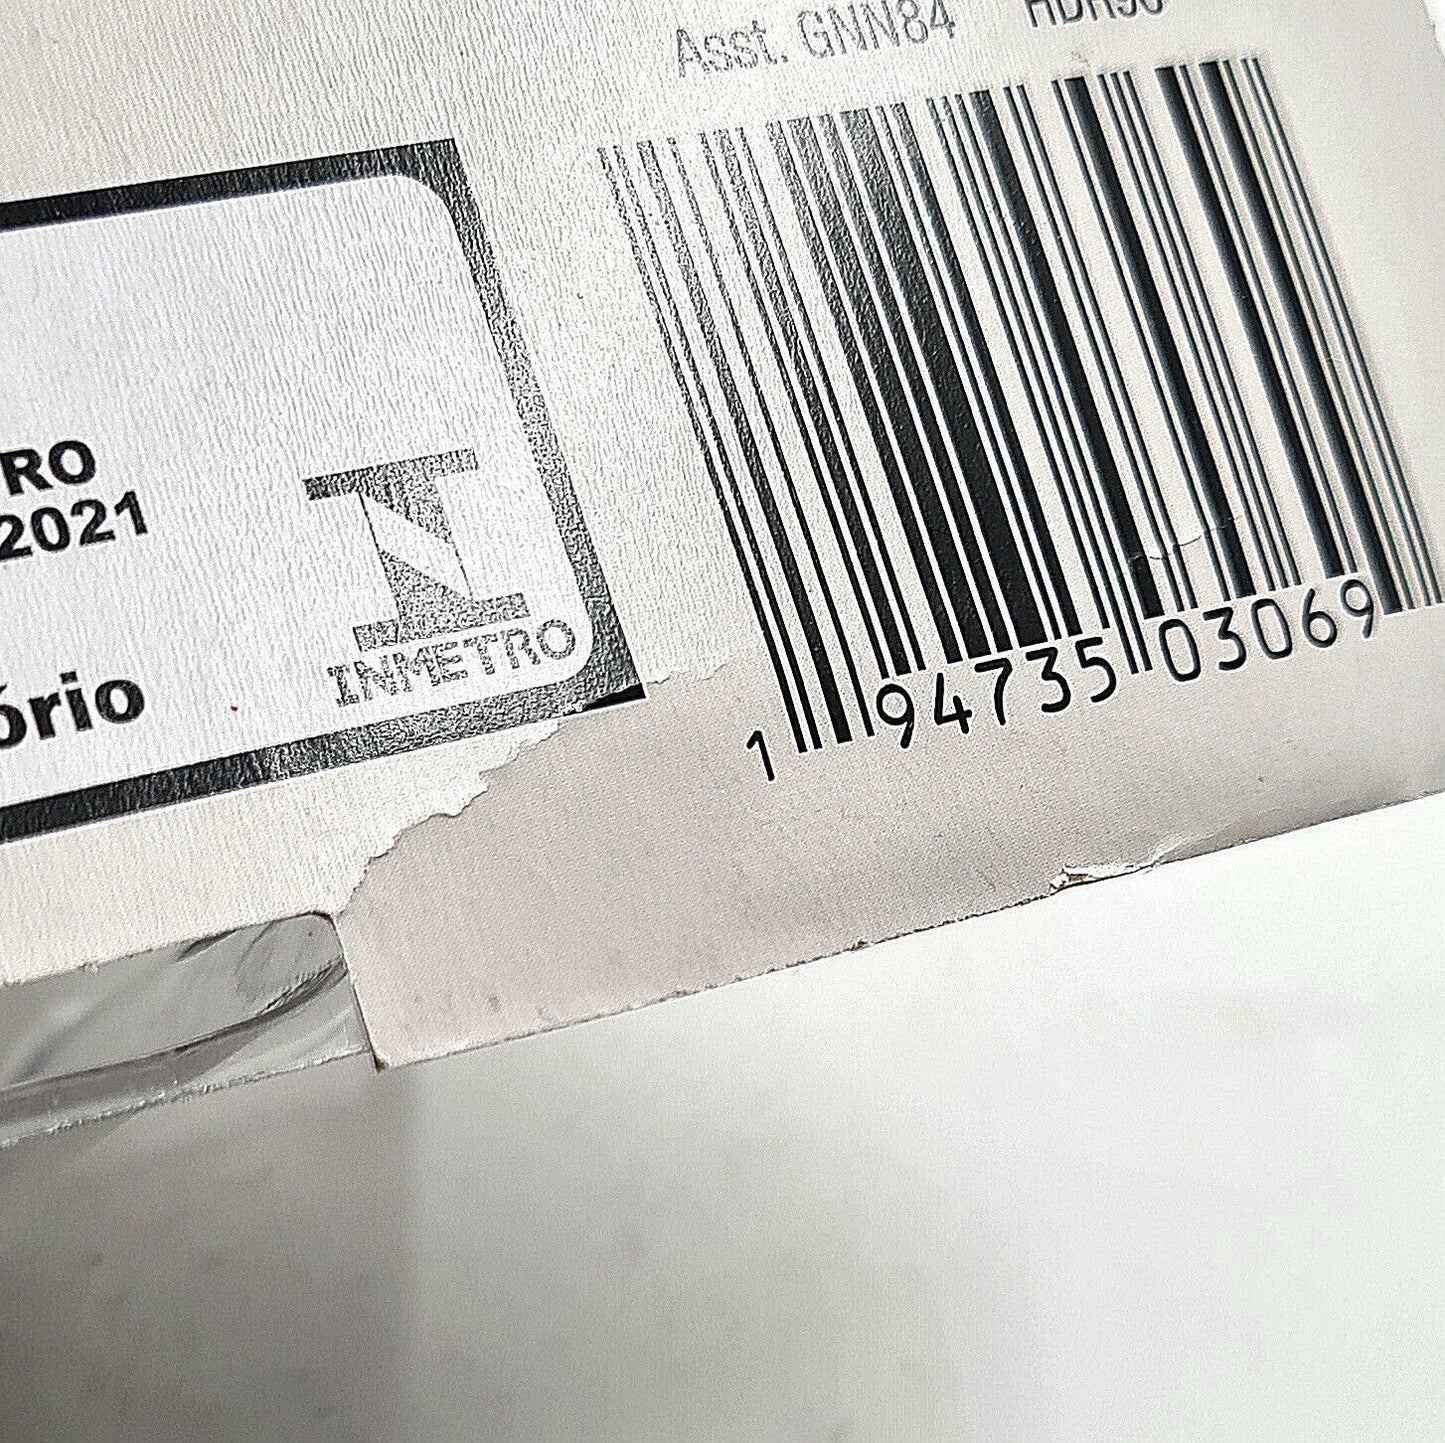 Asst. GNN84
RO
2021
ório
INMETRO
1 94735 03069